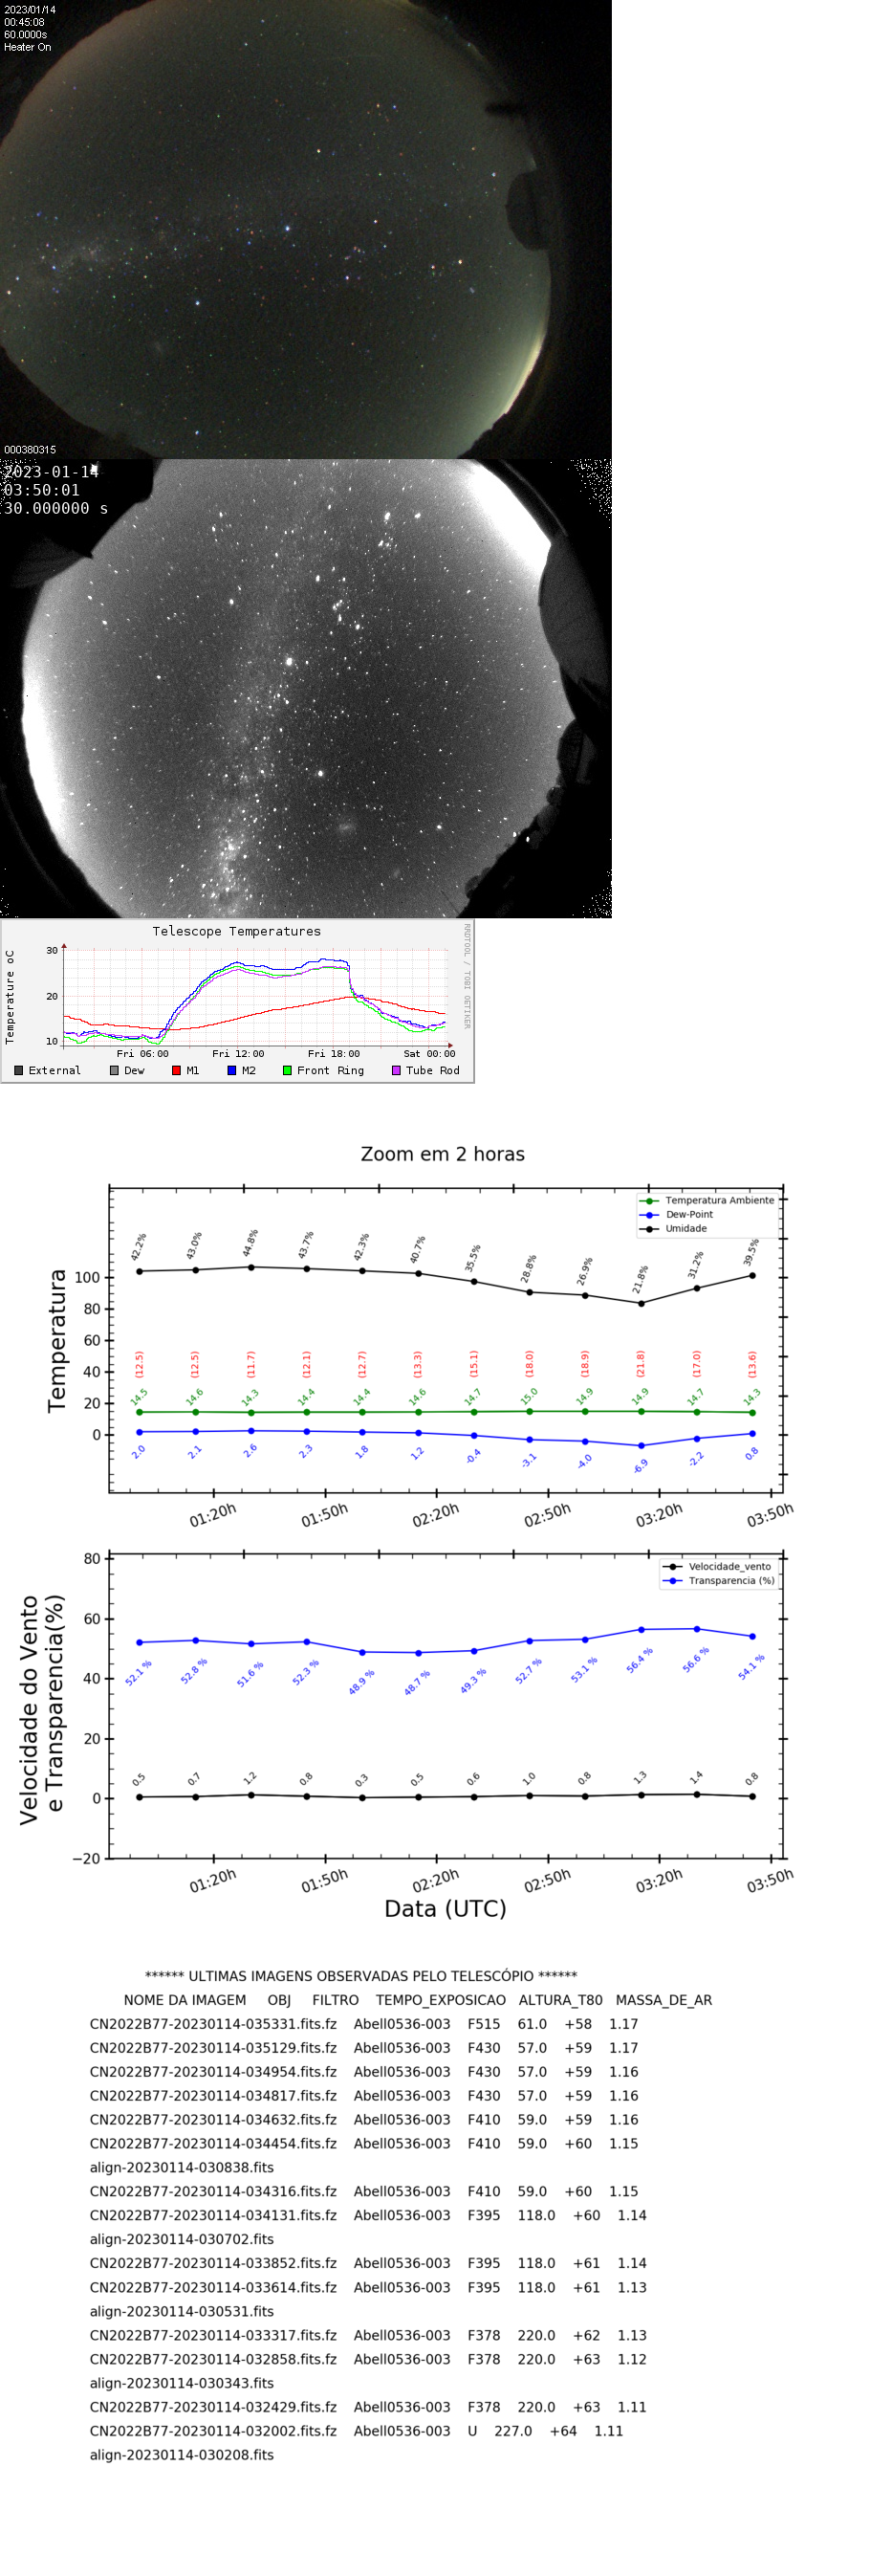 2023/01/14
00:45:08
60.0000s
Heater On
000380315
2023-01-14
03:50:01
30.000000 s
Telescope Temperatures
Temperature oC
30
20
10
Fri 06:00 Fri 12:00 Fri 18:00 Sat 00:00
External Dew M1 M2 Front Ring Tube Rod
RRDTOOL / TOBI OETIKER
Zoom em 2 horas
Temperatura
Temperatura Ambiente
Dew-Point
Umidade
42.2% 43.0% 44.8% 43.7% 42.3% 40.7% 35.5% 28.8% 26.9% 21.8% 31.2% 39.5%
100
80
60
40
20
0
(12.5) (12.5) (11.7) (12.1) (12.7) (13.3) (15.1) (18.0) (18.9) (21.8) (17.0) (13.6)
14.5 14.6 14.3 14.4 14.4 14.6 14.7 15.0 14.9 14.9 14.7 14.3
2.0 2.1 2.6 2.3 1.8 1.2 -0.4 -3.1 -4.0 -6.9 -2.2 0.8
01:20h 01:50h 02:20h 02:50h 03:20h 03:50h
Velocidade do Vento
e Transparencia(%)
Velocidade_vento
Transparencia (%)
80
60
40
20
0
−20
52.1 % 52.8 % 51.6 % 52.3 % 48.9 % 48.7 % 49.3 % 52.7 % 53.1 % 56.4 % 56.6 % 54.1 %
0.5 0.7 1.2 0.8 0.3 0.5 0.6 1.0 0.8 1.3 1.4 0.8
01:20h 01:50h 02:20h 02:50h 03:20h 03:50h
Data (UTC)
****** ULTIMAS IMAGENS OBSERVADAS PELO TELESCÓPIO ******
NOME DA IMAGEM OBJ FILTRO TEMPO_EXPOSICAO ALTURA_T80 MASSA_DE_AR
CN2022B77-20230114-035331.fits.fz Abell0536-003 F515 61.0 +58 1.17
CN2022B77-20230114-035129.fits.fz Abell0536-003 F430 57.0 +59 1.17
CN2022B77-20230114-034954.fits.fz Abell0536-003 F430 57.0 +59 1.16
CN2022B77-20230114-034817.fits.fz Abell0536-003 F430 57.0 +59 1.16
CN2022B77-20230114-034632.fits.fz Abell0536-003 F410 59.0 +59 1.16
CN2022B77-20230114-034454.fits.fz Abell0536-003 F410 59.0 +60 1.15
align-20230114-030838.fits
CN2022B77-20230114-034316.fits.fz Abell0536-003 F410 59.0 +60 1.15
CN2022B77-20230114-034131.fits.fz Abell0536-003 F395 118.0 +60 1.14
align-20230114-030702.fits
CN2022B77-20230114-033852.fits.fz Abell0536-003 F395 118.0 +61 1.14
CN2022B77-20230114-033614.fits.fz Abell0536-003 F395 118.0 +61 1.13
align-20230114-030531.fits
CN2022B77-20230114-033317.fits.fz Abell0536-003 F378 220.0 +62 1.13
CN2022B77-20230114-032858.fits.fz Abell0536-003 F378 220.0 +63 1.12
align-20230114-030343.fits
CN2022B77-20230114-032429.fits.fz Abell0536-003 F378 220.0 +63 1.11
CN2022B77-20230114-032002.fits.fz Abell0536-003 U 227.0 +64 1.11
align-20230114-030208.fits